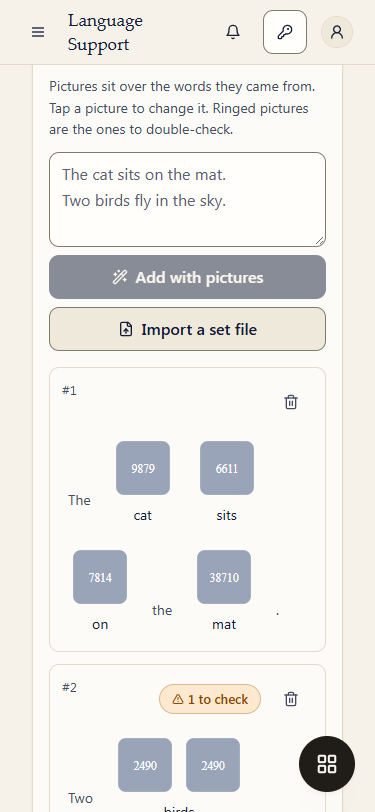 Language
Support
Pictures sit over the words they came from.
Tap a picture to change it. Ringed pictures
are the ones to double-check.
The cat sits on the mat.
Two birds fly in the sky.
Add with pictures
Import a set file
#1
9879 6611
The cat sits
7814 38710
on the mat .
#2 1 to check
2490 2490
Two birds